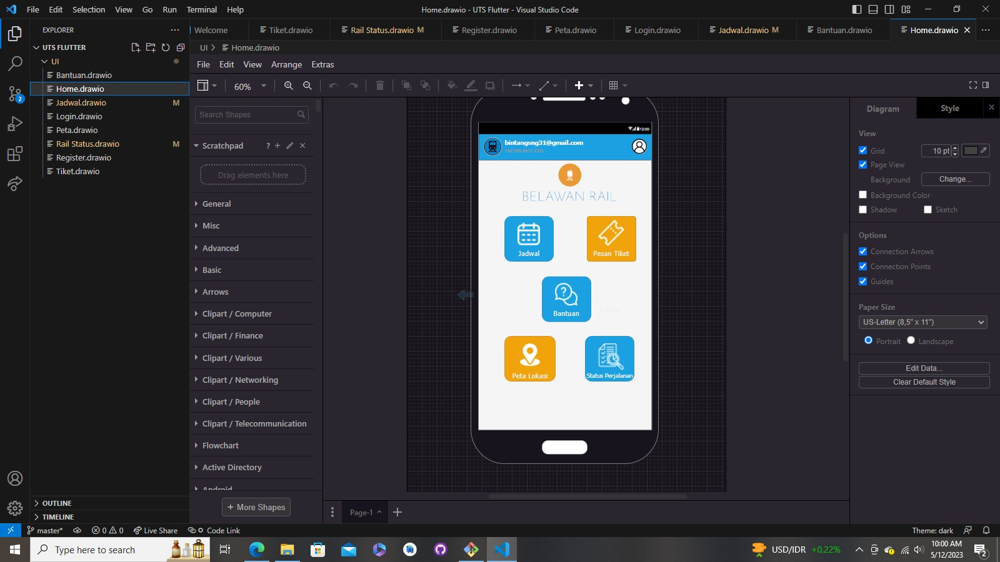 File Edit Selection View Go Run Terminal Help
Home.drawio - UTS Flutter - Visual Studio Code
EXPLORER
UTS FLUTTER
UI
Bantuan.drawio
Home.drawio
Jadwal.drawio M
Login.drawio
Peta.drawio
Rail Status.drawio M
Register.drawio
Tiket.drawio
OUTLINE
TIMELINE
2
Welcome Tiket.drawio Rail Status.drawio M Register.drawio Peta.drawio Login.drawio Jadwal.drawio M Bantuan.drawio Home.drawio
UI > Home.drawio
File Edit View Arrange Extras
60%
Search Shapes
Scratchpad ?
Drag elements here
General
Misc
Advanced
Basic
Arrows
Clipart / Computer
Clipart / Finance
Clipart / Various
Clipart / Networking
Clipart / People
Clipart / Telecommunication
Flowchart
Active Directory
Android
+ More Shapes
12:00
bintangsng31@gmail.com
+62 895 6671 2321
BELAWAN RAIL
Jadwal
Pesan Tiket
Bantuan
Peta Lokasi
Status Perjalanan
Page-1
Diagram Style
View
Grid 10 pt
Page View
Background Change...
Background Color
Shadow Sketch
Options
Connection Arrows
Connection Points
Guides
Paper Size
US-Letter (8,5" x 11")
Portrait Landscape
Edit Data...
Clear Default Style
master* 0 0 Live Share Code Link
Theme: dark
Type here to search
USD/IDR +0,22%
10:00 AM
5/12/2023
2